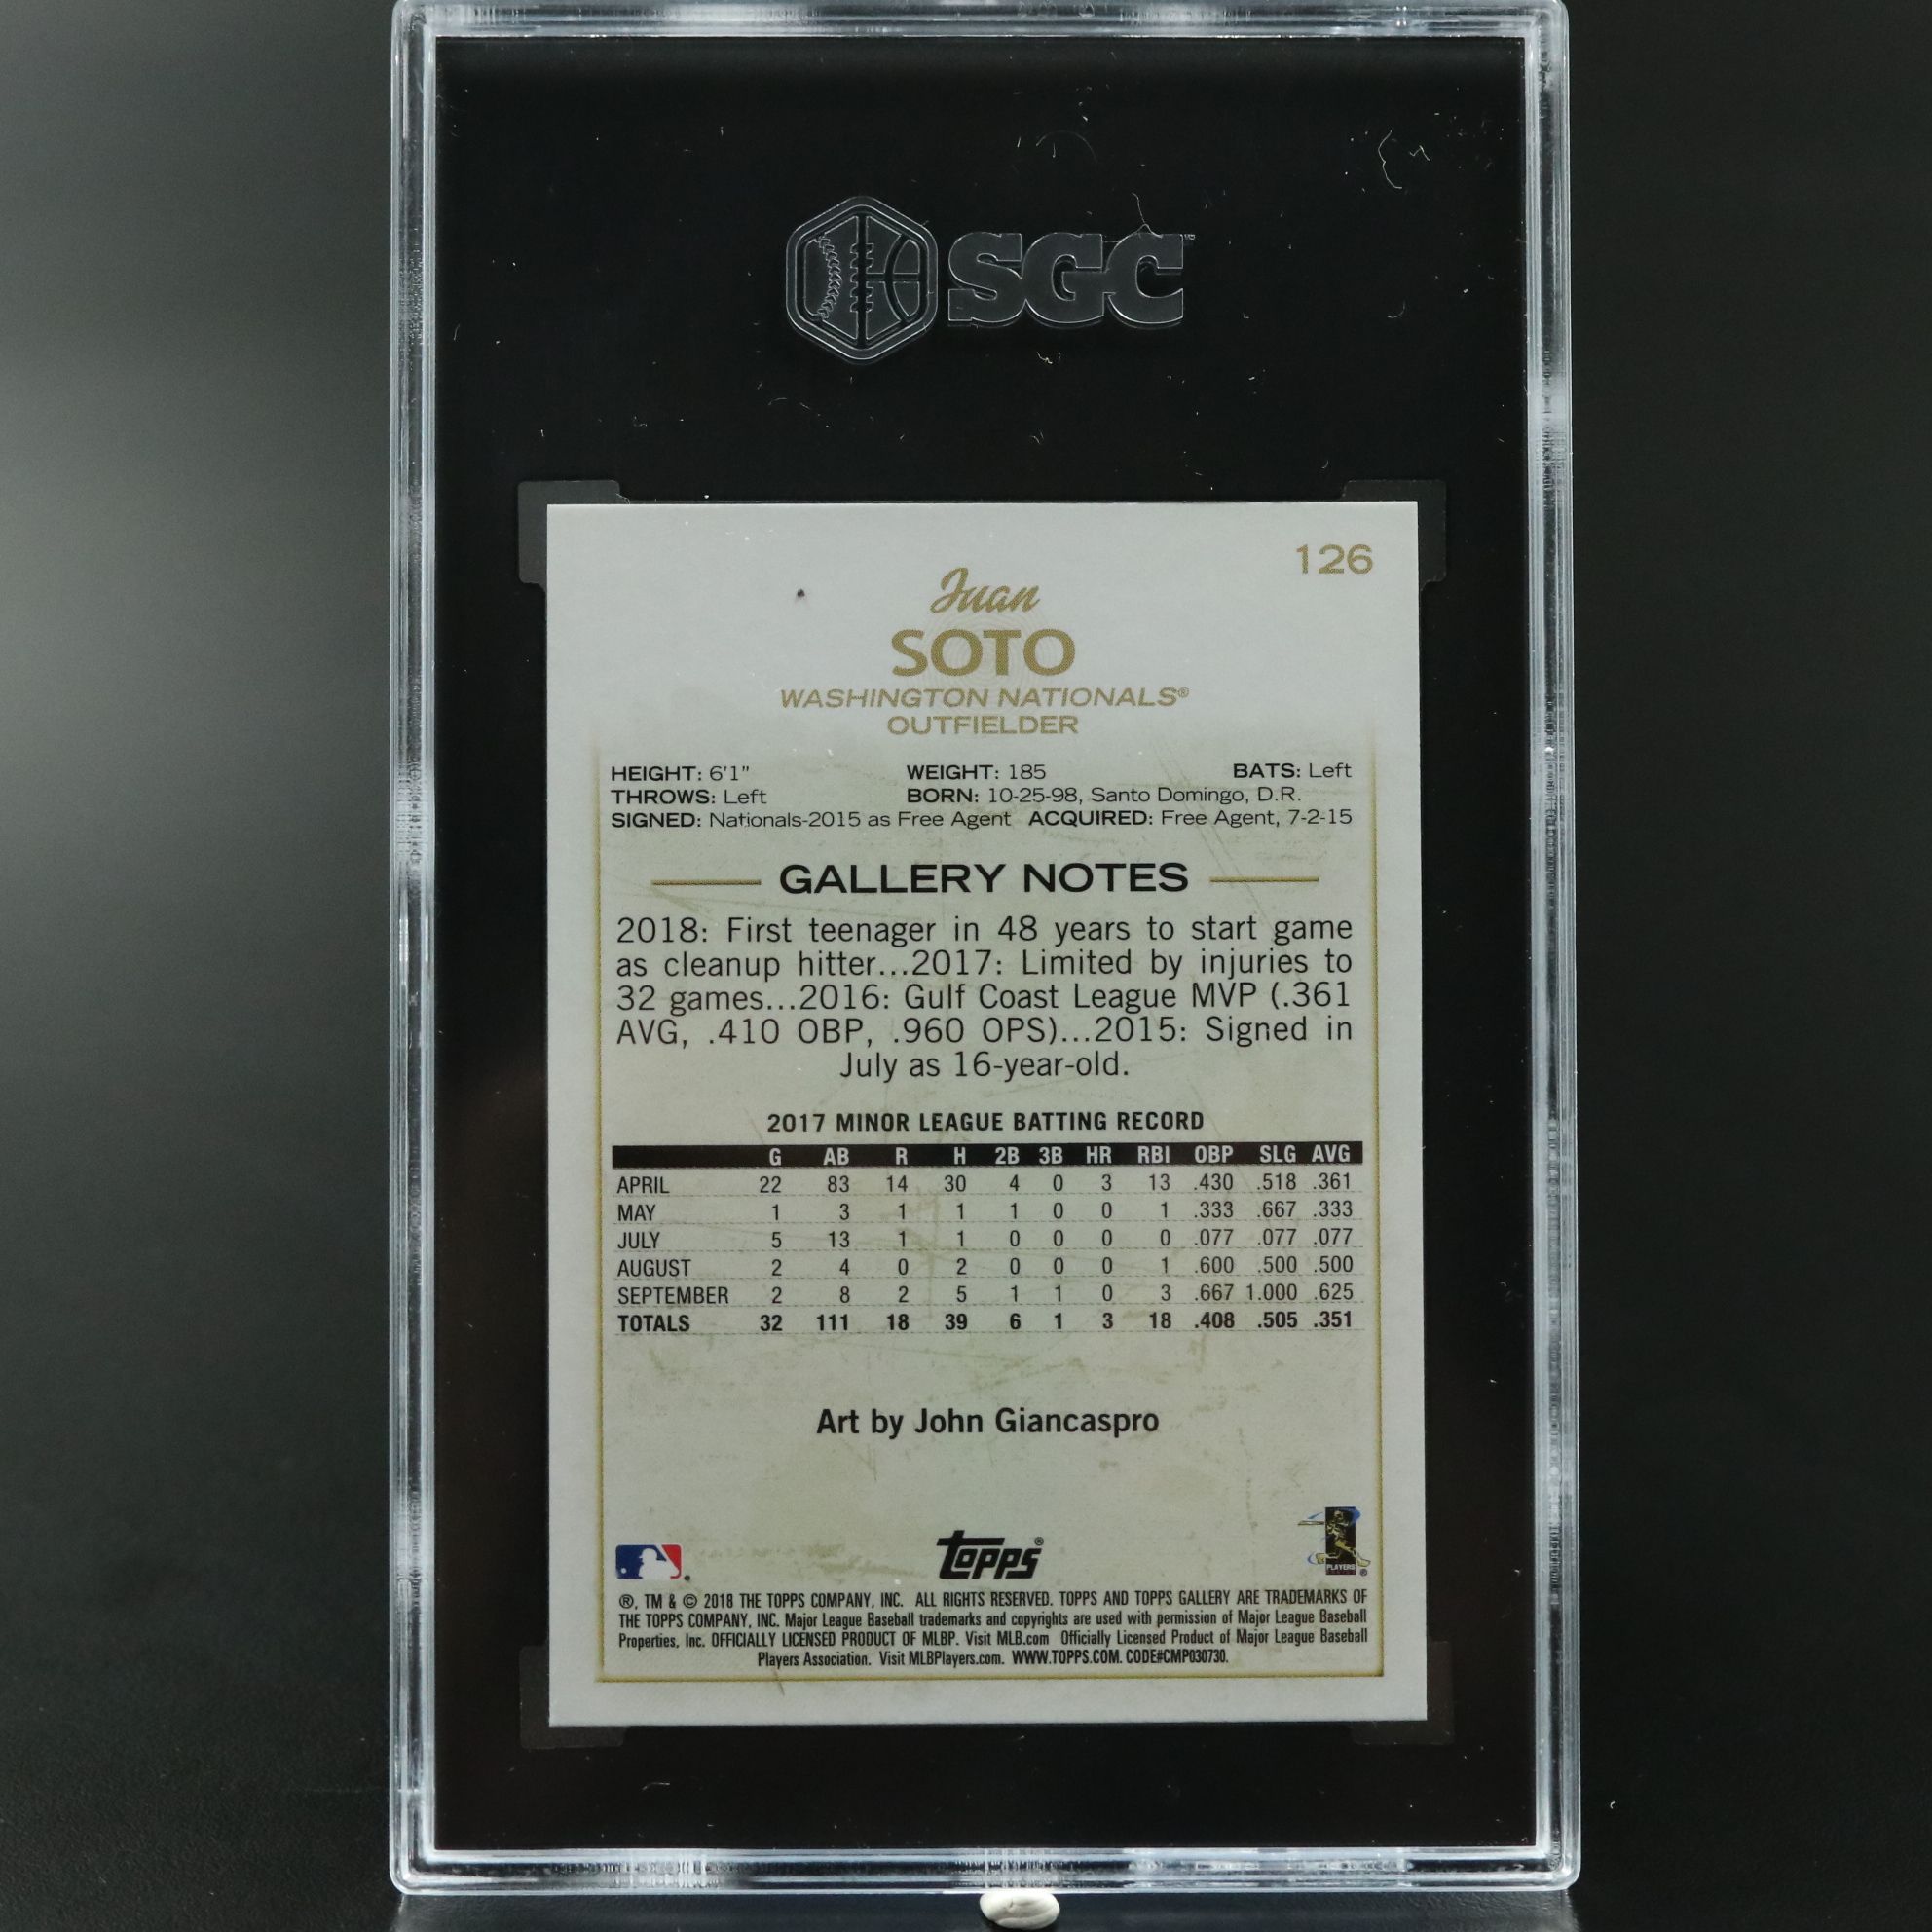 SGC
126
Juan
SOTO
WASHINGTON NATIONALS®
OUTFIELDER
HEIGHT: 6'1" WEIGHT: 185 BATS: Left
THROWS: Left BORN: 10-25-98, Santo Domingo, D.R.
SIGNED: Nationals-2015 as Free Agent ACQUIRED: Free Agent, 7-2-15
GALLERY NOTES
2018: First teenager in 48 years to start game
as cleanup hitter...2017: Limited by injuries to
32 games...2016: Gulf Coast League MVP (.361
AVG, .410 OBP, .960 OPS)...2015: Signed in
July as 16-year-old.
2017 MINOR LEAGUE BATTING RECORD
G AB R H 2B 3B HR RBI OBP SLG AVG
APRIL 22 83 14 30 4 0 3 13 .430 .518 .361
MAY 1 3 1 1 1 0 0 1 .333 .667 .333
JULY 5 13 1 1 0 0 0 0 .077 .077 .077
AUGUST 2 4 0 2 0 0 0 1 .600 .500 .500
SEPTEMBER 2 8 2 5 1 1 0 3 .667 1.000 .625
TOTALS 32 111 18 39 6 1 3 18 .408 .505 .351
Art by John Giancaspro
topps®
PLAYERS ®
®, TM & © 2018 THE TOPPS COMPANY, INC. ALL RIGHTS RESERVED. TOPPS AND TOPPS GALLERY ARE TRADEMARKS OF
THE TOPPS COMPANY, INC. Major League Baseball trademarks and copyrights are used with permission of Major League Baseball
Properties, Inc. OFFICIALLY LICENSED PRODUCT OF MLBP. Visit MLB.com Officially Licensed Product of Major League Baseball
Players Association. Visit MLBPlayers.com. WWW.TOPPS.COM. CODE#CMP030730.